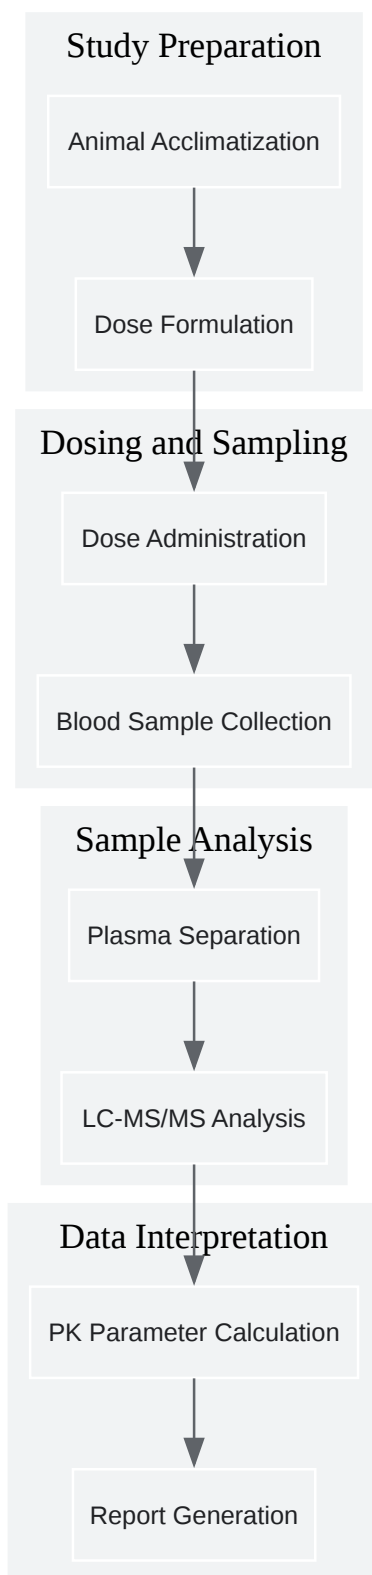 Study Preparation
Animal Acclimatization
Dose Formulation
Dosing and Sampling
Dose Administration
Blood Sample Collection
Sample Analysis
Plasma Separation
LC-MS/MS Analysis
Data Interpretation
PK Parameter Calculation
Report Generation